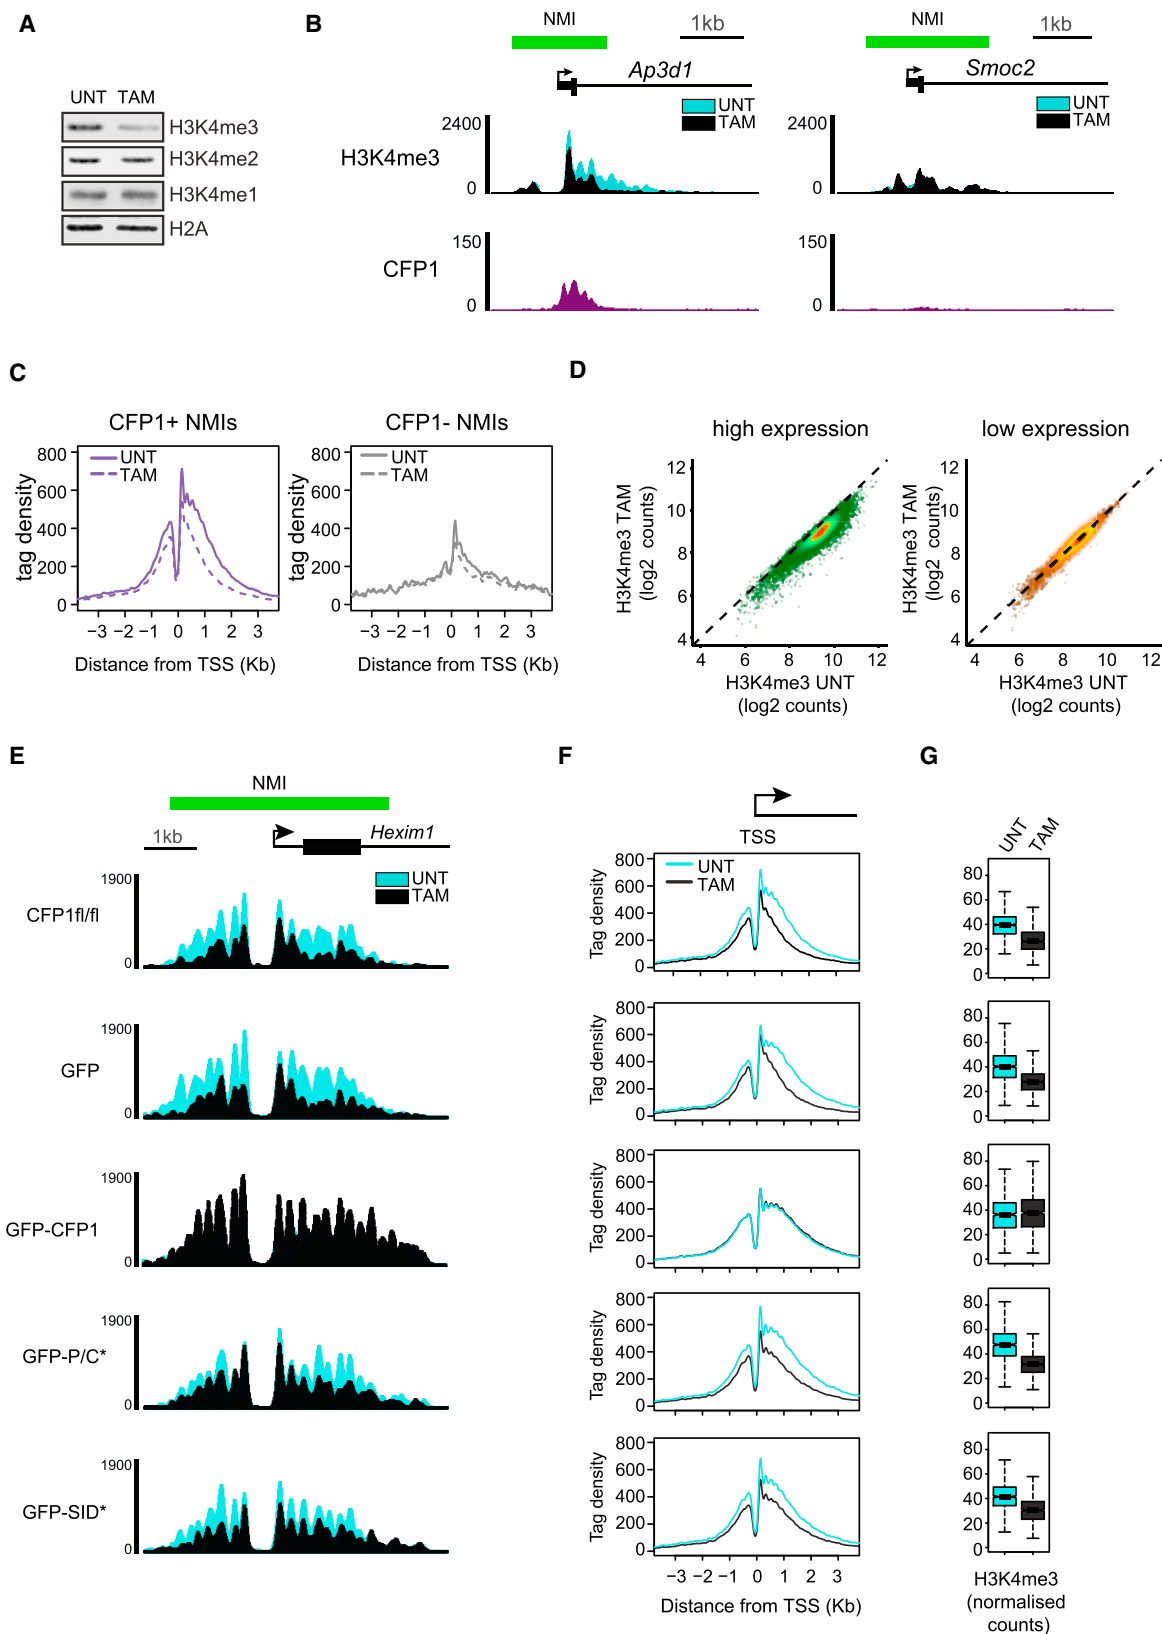 A
UNT TAM
H3K4me3
H3K4me2
H3K4me1
H2A
B
NMI
1kb
Ap3d1
UNT
TAM
H3K4me3
2400
0
CFP1
150
0
NMI
1kb
Smoc2
UNT
TAM
2400
0
150
0
C
CFP1+ NMIs
UNT
TAM
tag density
800
600
400
200
0
−3 −2 −1 0 1 2 3
Distance from TSS (Kb)
CFP1- NMIs
UNT
TAM
tag density
800
600
400
200
0
−3 −2 −1 0 1 2 3
Distance from TSS (Kb)
D
high expression
H3K4me3 TAM
(log2 counts)
12
10
8
6
4
4 6 8 10 12
H3K4me3 UNT
(log2 counts)
low expression
H3K4me3 TAM
(log2 counts)
12
10
8
6
4
4 6 8 10 12
H3K4me3 UNT
(log2 counts)
E
NMI
1kb
Hexim1
UNT
TAM
CFP1fl/fl
1900
0
GFP
1900
0
GFP-CFP1
1900
0
GFP-P/C*
1900
0
GFP-SID*
1900
0
F
TSS
UNT
TAM
Tag density
800
600
400
200
0
Tag density
800
600
400
200
0
Tag density
800
600
400
200
0
Tag density
800
600
400
200
0
Tag density
800
600
400
200
0
−3 −2 −1 0 1 2 3
Distance from TSS (Kb)
G
UNT
TAM
80
60
40
20
0
80
60
40
20
0
80
60
40
20
0
80
60
40
20
0
80
60
40
20
0
H3K4me3
(normalised
counts)